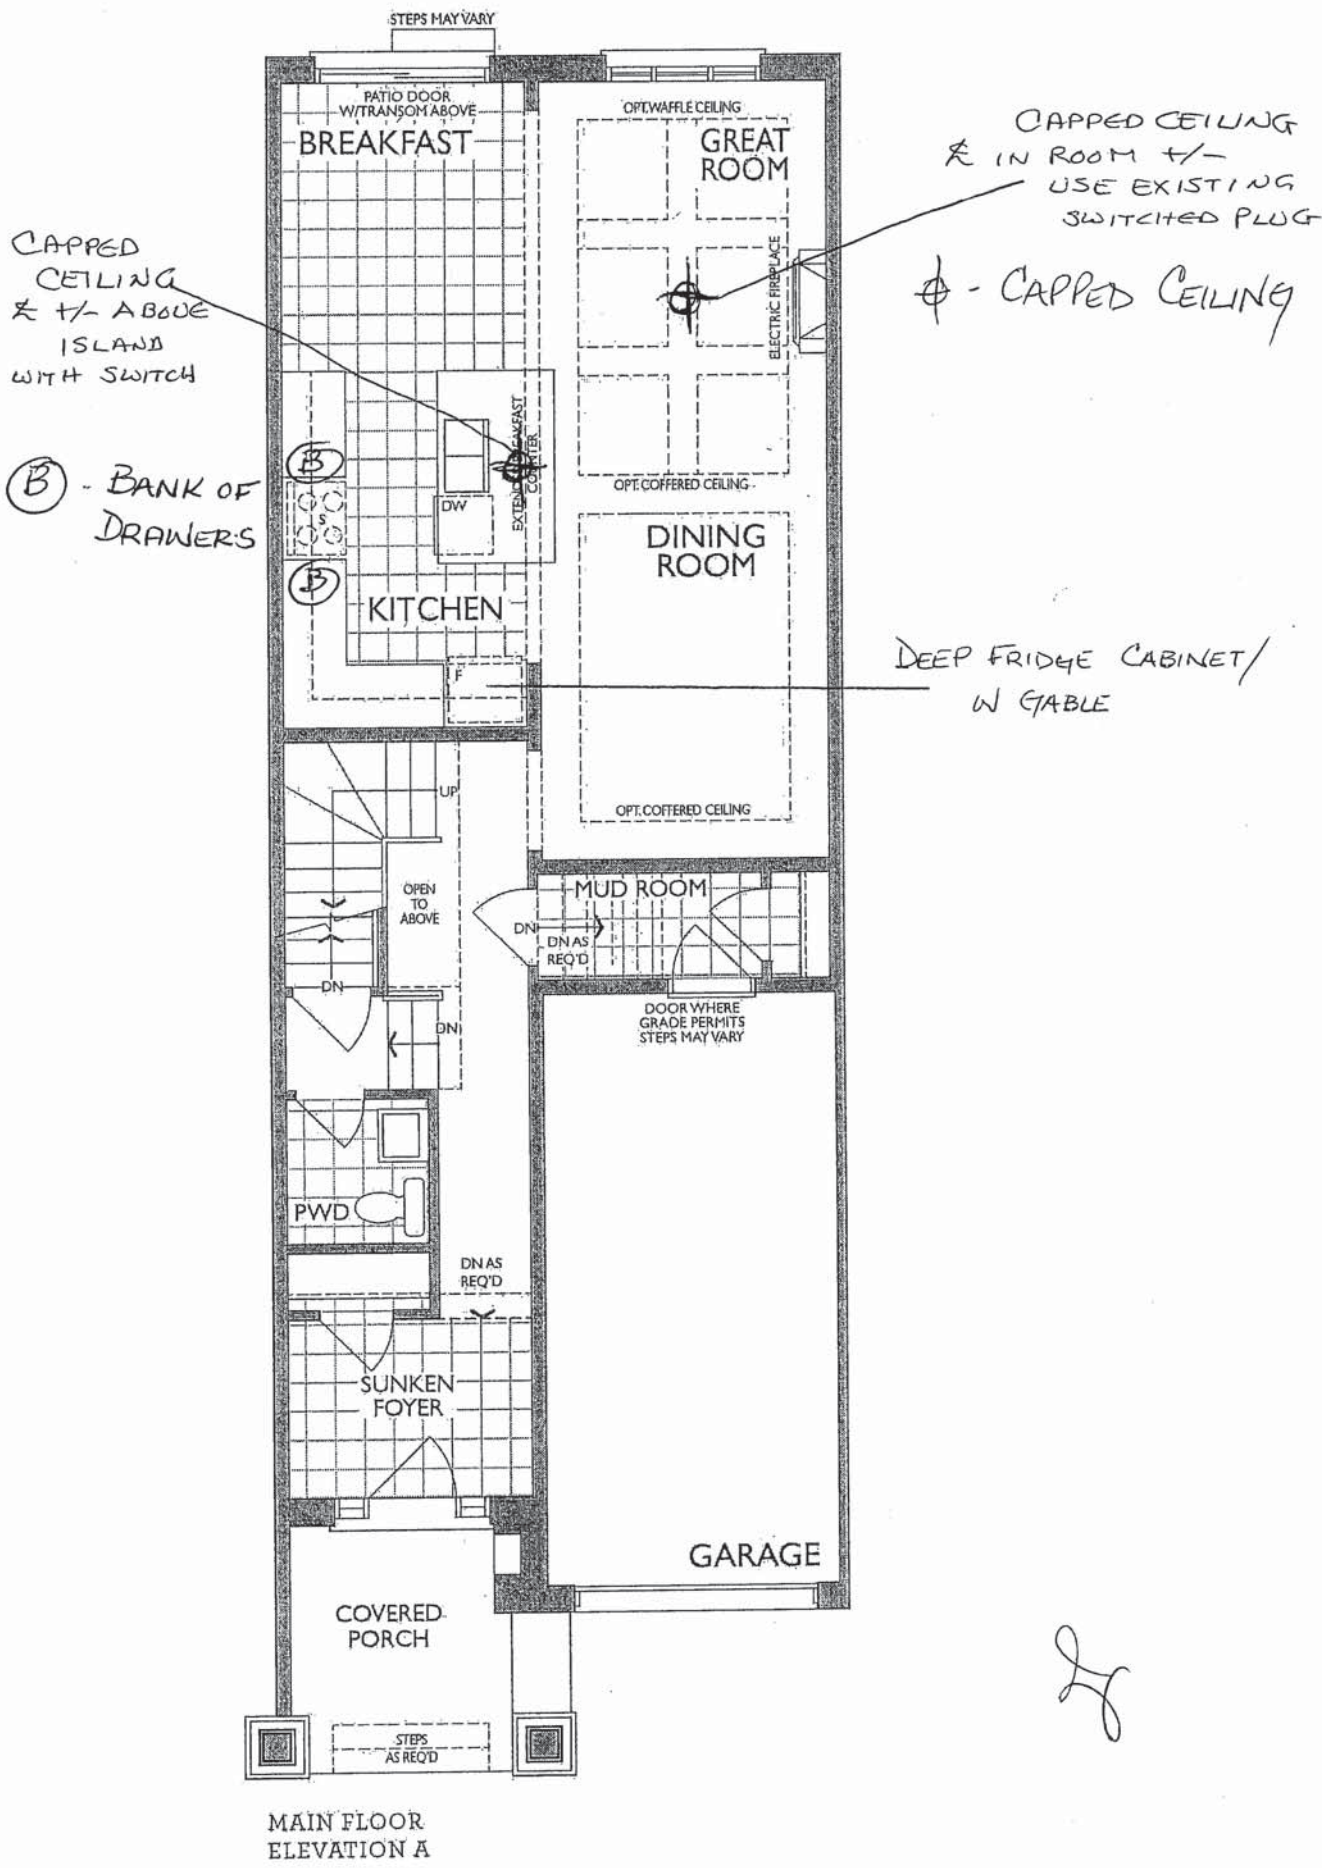 STEPS MAY VARY
PATIO DOOR
W/TRANSOM ABOVE
BREAKFAST
OPT. WAFFLE CEILING
GREAT
ROOM
CAPPED CEILING
℄ IN ROOM +/-
USE EXISTING
SWITCHED PLUG
ϕ - CAPPED CEILING
ELECTRIC FIREPLACE
CAPPED
CEILING
℄ +/- ABOVE
ISLAND
WITH SWITCH
B - BANK OF
DRAWERS
B
S
B
DW
COUNTER
KITCHEN
F
OPT. COFFERED CEILING
DINING
ROOM
OPT. COFFERED CEILING
DEEP FRIDGE CABINET/
W GABLE
UP
OPEN
TO
ABOVE
DN
DN
MUD ROOM
DN
DN AS
REQ'D
DOOR WHERE
GRADE PERMITS
STEPS MAY VARY
PWD
DN AS
REQ'D
SUNKEN
FOYER
GARAGE
COVERED
PORCH
STEPS
AS REQ'D
MAIN FLOOR
ELEVATION A